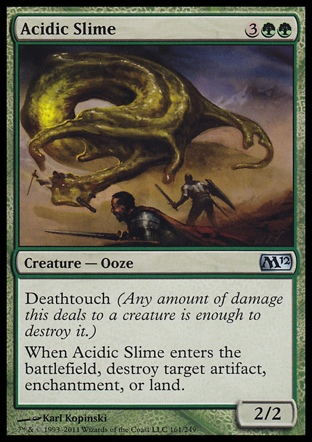 Acidic Slime 3
Creature — Ooze M12
Deathtouch (Any amount of damage
this deals to a creature is enough to
destroy it.)
When Acidic Slime enters the
battlefield, destroy target artifact,
enchantment, or land.
Karl Kopinski
™ & © 1993–2011 Wizards of the Coast LLC 161/249
2/2